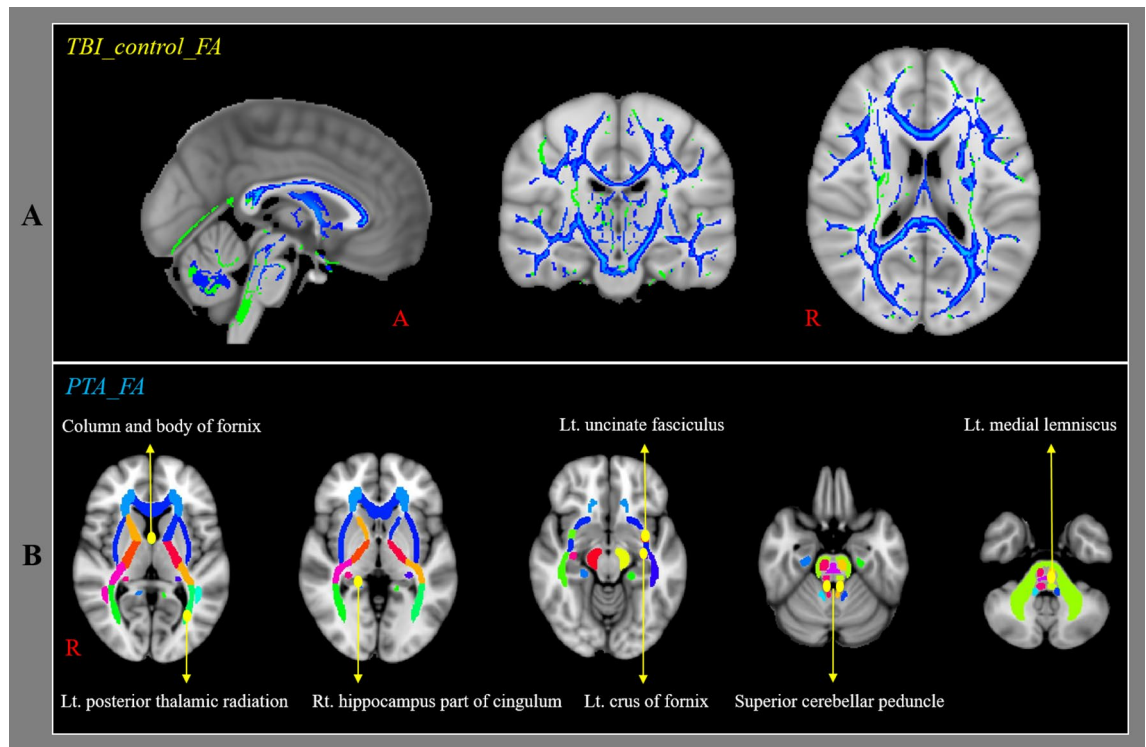 TBI_control_FA
A
A
R
PTA_FA
Column and body of fornix
Lt. uncinate fasciculus
Lt. medial lemniscus
B
R
Lt. posterior thalamic radiation
Rt. hippocampus part of cingulum
Lt. crus of fornix
Superior cerebellar peduncle